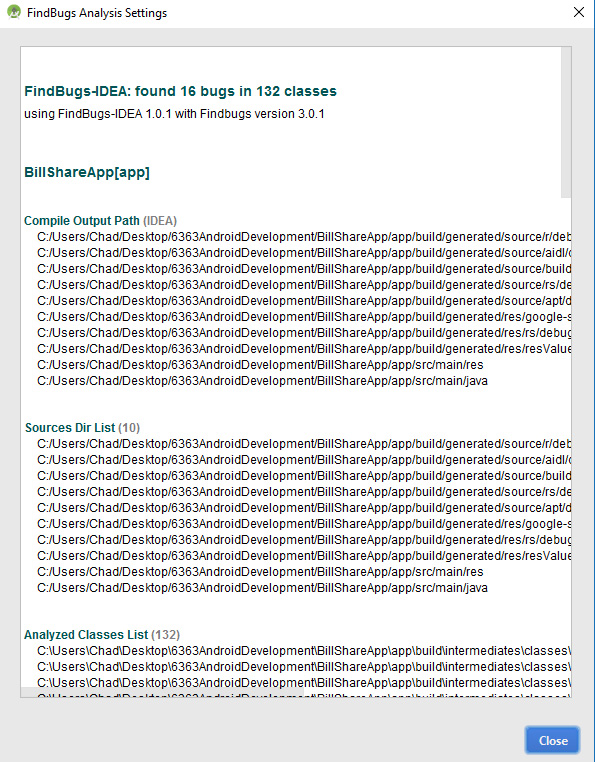 FindBugs Analysis Settings
FindBugs-IDEA: found 16 bugs in 132 classes
using FindBugs-IDEA 1.0.1 with Findbugs version 3.0.1
BillShareApp[app]
Compile Output Path (IDEA)
C:/Users/Chad/Desktop/6363AndroidDevelopment/BillShareApp/app/build/generated/source/r/deb
C:/Users/Chad/Desktop/6363AndroidDevelopment/BillShareApp/app/build/generated/source/aidl/
C:/Users/Chad/Desktop/6363AndroidDevelopment/BillShareApp/app/build/generated/source/build
C:/Users/Chad/Desktop/6363AndroidDevelopment/BillShareApp/app/build/generated/source/rs/de
C:/Users/Chad/Desktop/6363AndroidDevelopment/BillShareApp/app/build/generated/source/apt/d
C:/Users/Chad/Desktop/6363AndroidDevelopment/BillShareApp/app/build/generated/res/google-s
C:/Users/Chad/Desktop/6363AndroidDevelopment/BillShareApp/app/build/generated/res/rs/debug
C:/Users/Chad/Desktop/6363AndroidDevelopment/BillShareApp/app/build/generated/res/resValue
C:/Users/Chad/Desktop/6363AndroidDevelopment/BillShareApp/app/src/main/res
C:/Users/Chad/Desktop/6363AndroidDevelopment/BillShareApp/app/src/main/java
Sources Dir List (10)
C:/Users/Chad/Desktop/6363AndroidDevelopment/BillShareApp/app/build/generated/source/r/deb
C:/Users/Chad/Desktop/6363AndroidDevelopment/BillShareApp/app/build/generated/source/aidl/
C:/Users/Chad/Desktop/6363AndroidDevelopment/BillShareApp/app/build/generated/source/build
C:/Users/Chad/Desktop/6363AndroidDevelopment/BillShareApp/app/build/generated/source/rs/de
C:/Users/Chad/Desktop/6363AndroidDevelopment/BillShareApp/app/build/generated/source/apt/d
C:/Users/Chad/Desktop/6363AndroidDevelopment/BillShareApp/app/build/generated/res/google-s
C:/Users/Chad/Desktop/6363AndroidDevelopment/BillShareApp/app/build/generated/res/rs/debug
C:/Users/Chad/Desktop/6363AndroidDevelopment/BillShareApp/app/build/generated/res/resValue
C:/Users/Chad/Desktop/6363AndroidDevelopment/BillShareApp/app/src/main/res
C:/Users/Chad/Desktop/6363AndroidDevelopment/BillShareApp/app/src/main/java
Analyzed Classes List (132)
C:\Users\Chad\Desktop\6363AndroidDevelopment\BillShareApp\app\build\intermediates\classes\
C:\Users\Chad\Desktop\6363AndroidDevelopment\BillShareApp\app\build\intermediates\classes\
C:\Users\Chad\Desktop\6363AndroidDevelopment\BillShareApp\app\build\intermediates\classes\
C:\Users\Chad\Desktop\6363AndroidDevelopment\BillShareApp\app\build\intermediates\classes\
Close